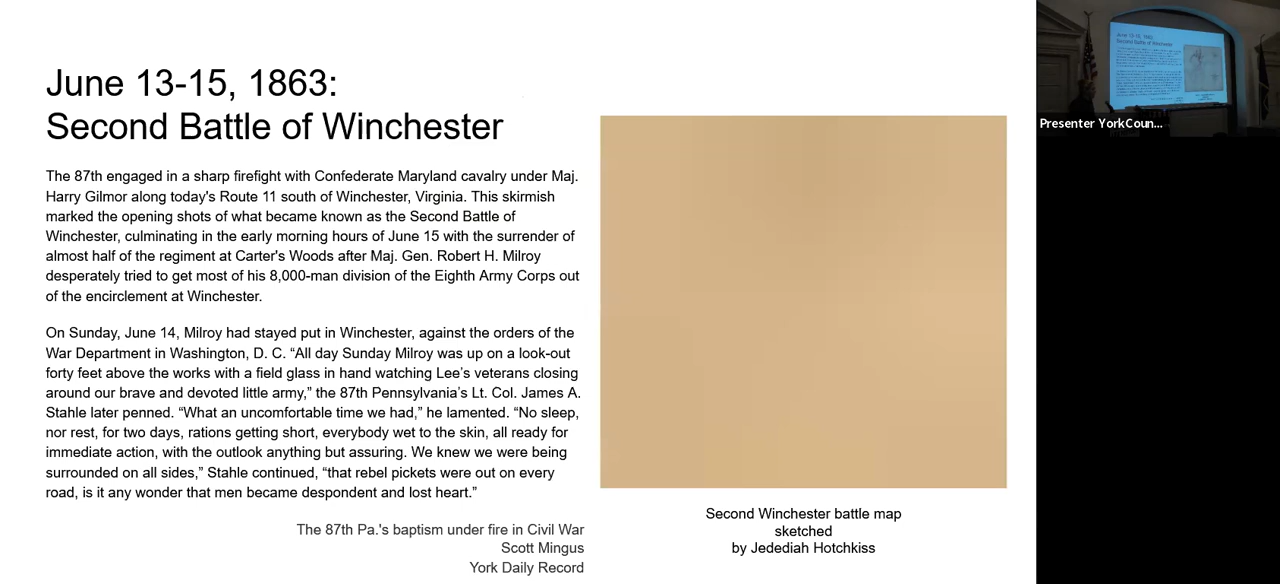 June 13-15, 1863:
Second Battle of Winchester
The 87th engaged in a sharp firefight with Confederate Maryland cavalry under Maj.
Harry Gilmor along today's Route 11 south of Winchester, Virginia. This skirmish
marked the opening shots of what became known as the Second Battle of
Winchester, culminating in the early morning hours of June 15 with the surrender of
almost half of the regiment at Carter's Woods after Maj. Gen. Robert H. Milroy
desperately tried to get most of his 8,000-man division of the Eighth Army Corps out
of the encirclement at Winchester.
On Sunday, June 14, Milroy had stayed put in Winchester, against the orders of the
War Department in Washington, D. C. “All day Sunday Milroy was up on a look-out
forty feet above the works with a field glass in hand watching Lee’s veterans closing
around our brave and devoted little army,” the 87th Pennsylvania’s Lt. Col. James A.
Stahle later penned. “What an uncomfortable time we had,” he lamented. “No sleep,
nor rest, for two days, rations getting short, everybody wet to the skin, all ready for
immediate action, with the outlook anything but assuring. We knew we were being
surrounded on all sides,” Stahle continued, “that rebel pickets were out on every
road, is it any wonder that men became despondent and lost heart.”
The 87th Pa.'s baptism under fire in Civil War
Scott Mingus
York Daily Record
Second Winchester battle map
sketched
by Jedediah Hotchkiss
June 13-15, 1863:
Second Battle of Winchester
Presenter YorkCoun...